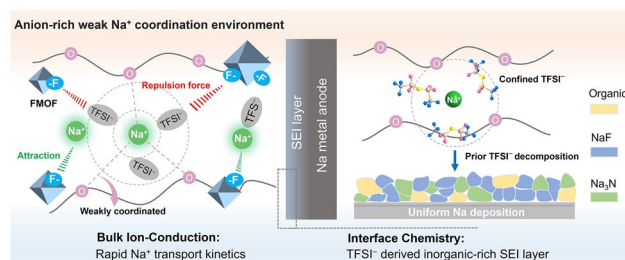 Anion-rich weak Na⁺ coordination environment
O
O
F-
-F
-F
FMOF
Repulsion force
TFSI⁻
TFSI⁻
TFSI⁻
Na⁺
Na⁺
Na⁺
TFSI⁻
Attraction
F-
-F
O
O
O
Weakly coordinated
SEI layer
Na metal anode
O
O
Confined TFSI⁻
Na⁺
O
O
Prior TFSI⁻ decomposition
Uniform Na deposition
Organic
NaF
Na₃N
Bulk Ion-Conduction:
Rapid Na⁺ transport kinetics
Interface Chemistry:
TFSI⁻ derived inorganic-rich SEI layer